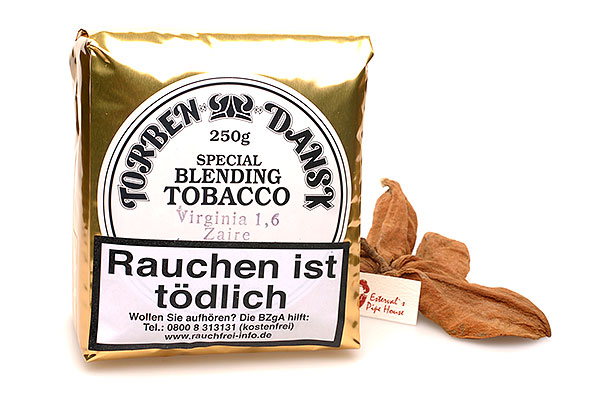 TORBEN DANSK
250g
SPECIAL
BLENDING
TOBACCO
Virginia 1,6
Zaire
Rauchen ist
tödlich
Wollen Sie aufhören? Die BZgA hilft:
Tel.: 0800 8 313131 (kostenfrei)
www.rauchfrei-info.de
Esterval`s
Pipe House